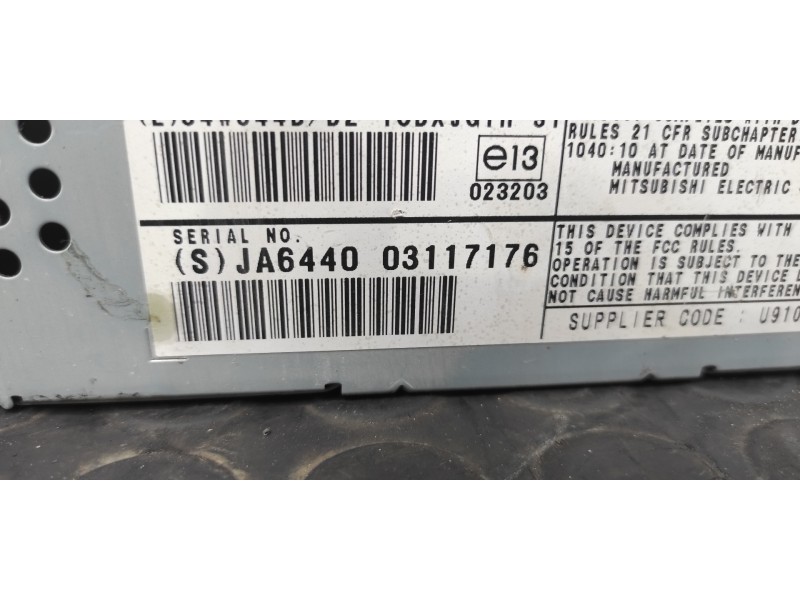 e13
023203
RULES 21 CFR SUBCHAPTER
1040:10 AT DATE OF MANUF
MANUFACTURED
MITSUBISHI ELECTRIC
SERIAL NO.
(S)JA6440 03117176
THIS DEVICE COMPLIES WITH
15 OF THE FCC RULES.
OPERATION IS SUBJECT TO THE
CONDITION THAT THIS DEVICE
NOT CAUSE HARMFUL INTERFEREN
SUPPLIER CODE : U910